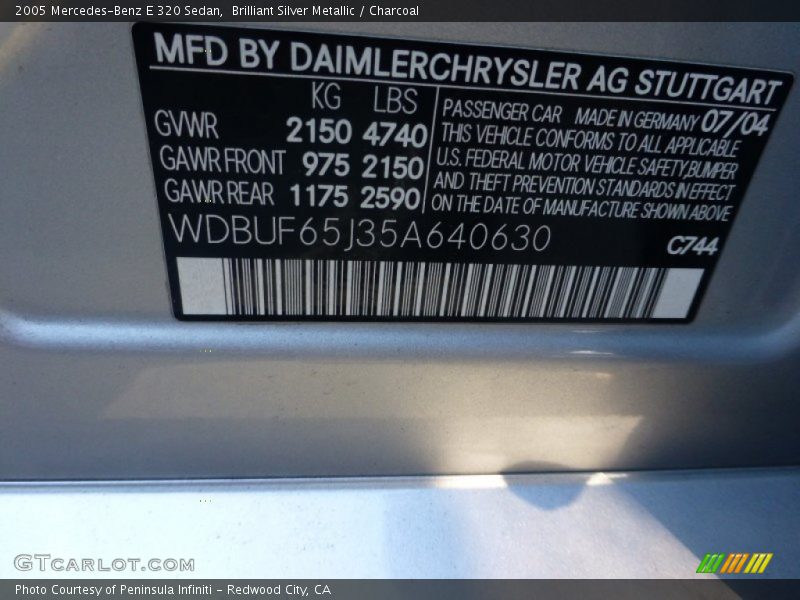 2005 Mercedes-Benz E 320 Sedan,  Brilliant Silver Metallic / Charcoal
MFD BY DAIMLERCHRYSLER AG STUTTGART
KG LBS
GVWR 2150 4740
GAWR FRONT 975 2150
GAWR REAR 1175 2590
PASSENGER CAR MADE IN GERMANY 07/04
THIS VEHICLE CONFORMS TO ALL APPLICABLE
U.S. FEDERAL MOTOR VEHICLE SAFETY,BUMPER
AND THEFT PREVENTION STANDARDS IN EFFECT
ON THE DATE OF MANUFACTURE SHOWN ABOVE
WDBUF65J35A640630
C744
GTcarlot.com
Photo Courtesy of Peninsula Infiniti - Redwood City, CA